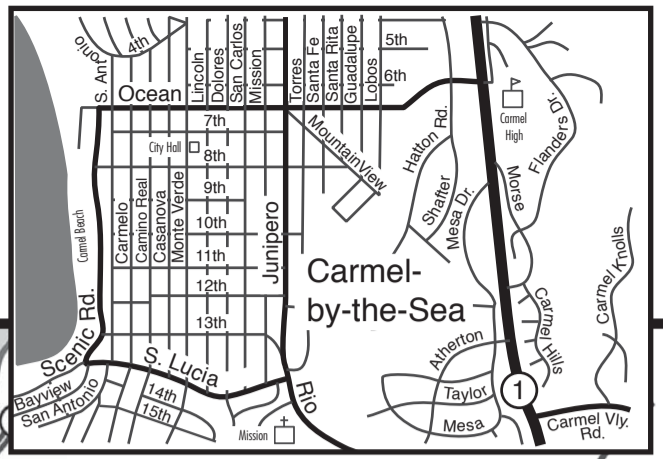 S. Antonio
4th
Ocean
Lincoln
Dolores
San Carlos
Mission
Torres
Santa Fe
Santa Rita
Guadalupe
Lobos
5th
6th
7th
City Hall
8th
9th
10th
11th
12th
13th
Carmelo
Camino Real
Casanova
Monte Verde
Junipero
Mountain View
Hatton Rd.
Shafter
Mesa Dr.
Carmel
High
Flanders Dr.
Morse
Carmel Beach
Scenic Rd.
Carmel-
by-the-Sea
Carmel Hills
Carmel Knolls
Atherton
Taylor
Mesa
1
Carmel Vly.
Rd.
S. Lucia
Rio
Bayview
San Antonio
14th
15th
Mission